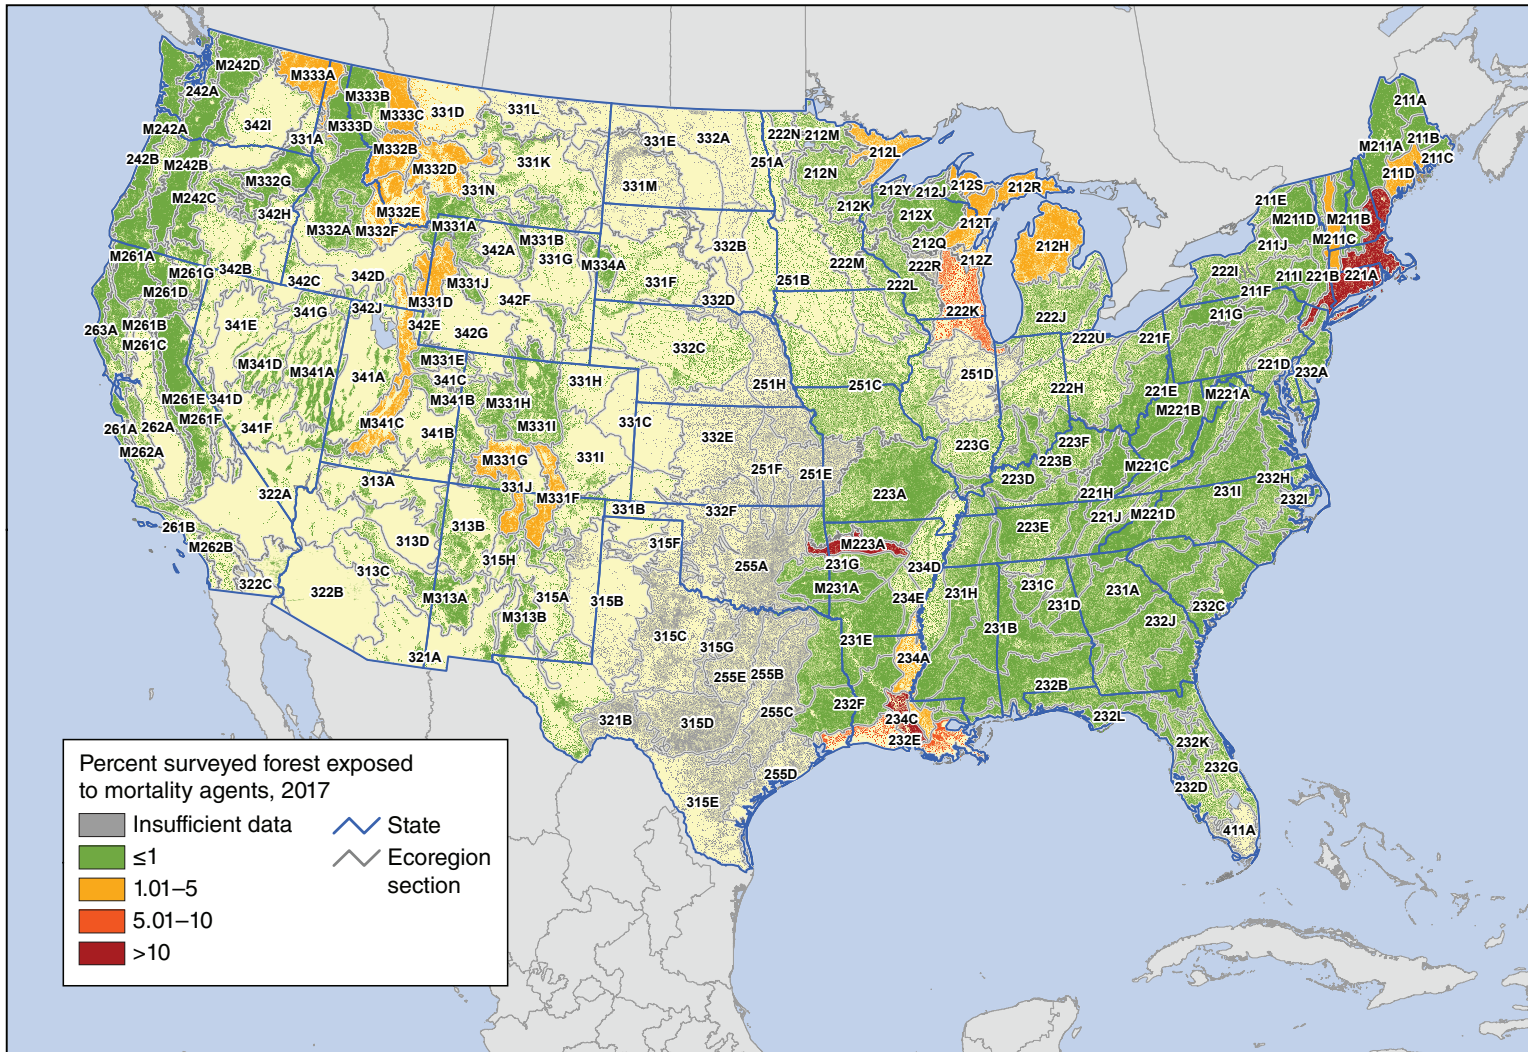 M242D
M333A
242A
M333B
M333C
331D
331L
342I
M242A
331A
M333D
331E
332A
222N
212M
212L
211A
211B
M211A
211C
211D
242B
M242B
M332B
M332D
331K
251A
212N
M332G
331N
331M
212K
212Y
212J
212S
212R
211E
M242C
342H
M332E
M332A
M332F
M331A
212X
212T
M211D
M211B
M211C
M261A
342A
M331B
331G
332B
212Q
212Z
212H
211J
M261G
342B
342C
342D
M331J
M334A
331F
251B
222M
222R
222L
222I
211I
221B
221A
M261D
341G
342J
M331D
342F
332D
211F
263A
M261B
M261C
341E
342E
342G
222K
222J
211G
332C
222U
221F
M341D
M341A
341A
M331E
341C
M341B
M331H
331H
251H
251C
251D
222H
221D
232A
M261E
341D
221E
M221A
M221B
261A
262A
M261F
341F
M341C
341B
M331I
331C
332E
223G
223F
M262A
M331G
331I
251F
251E
223B
M221C
322A
313A
331J
M331F
223A
223D
221H
232H
231I
232I
261B
313B
331B
332F
223E
221J
M221D
M262B
313D
315H
315F
M223A
322C
313C
255A
231G
234D
322B
M313A
315A
315B
M231A
234E
231H
231C
231D
231A
232C
M313B
315C
315G
231E
231B
232J
321A
255E
255B
234A
232B
321B
315D
255C
232F
234C
232E
232L
232K
232G
255D
232D
315E
411A
Percent surveyed forest exposed
to mortality agents, 2017
Insufficient data
≤1
1.01–5
5.01–10
>10
State
Ecoregion
section